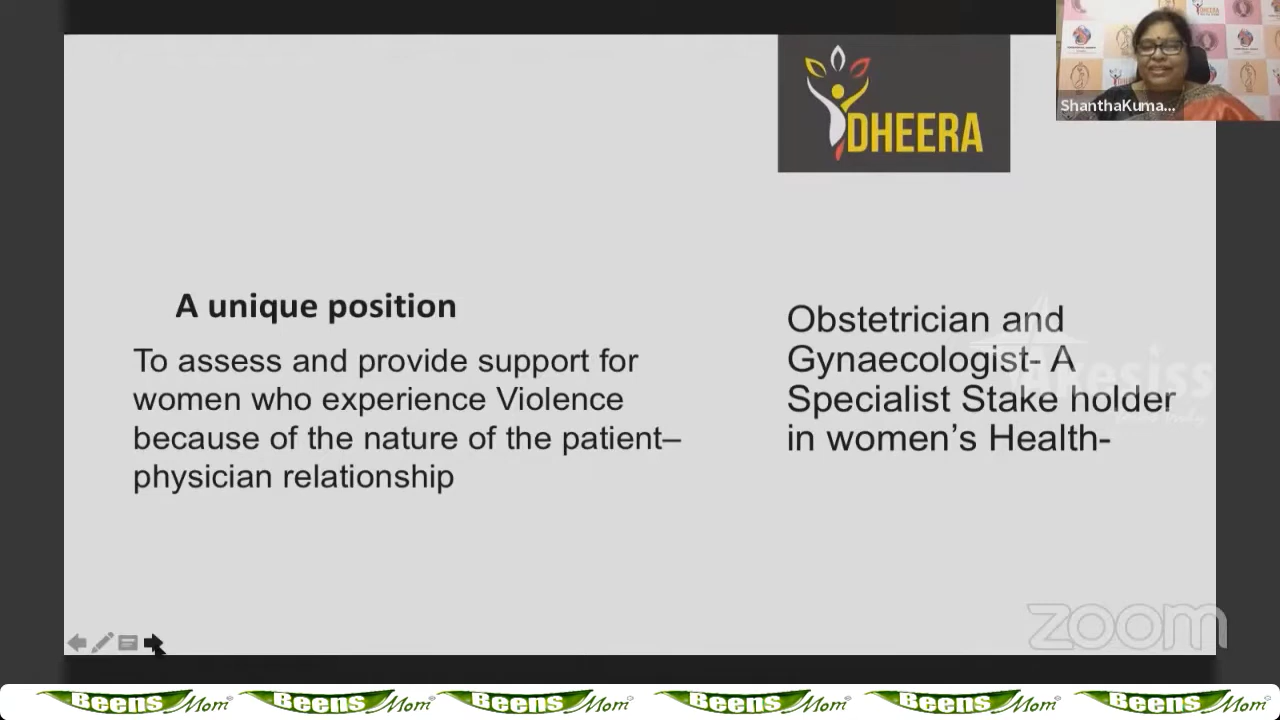 DHEERA
ShanthaKuma...
A unique position
To assess and provide support for
women who experience Violence
because of the nature of the patient–
physician relationship
Obstetrician and
Gynaecologist- A
Specialist Stake holder
in women's Health-
zoom
Beens Mom
Beens Mom
Beens Mom
Beens Mom
Beens Mom
Beens Mom